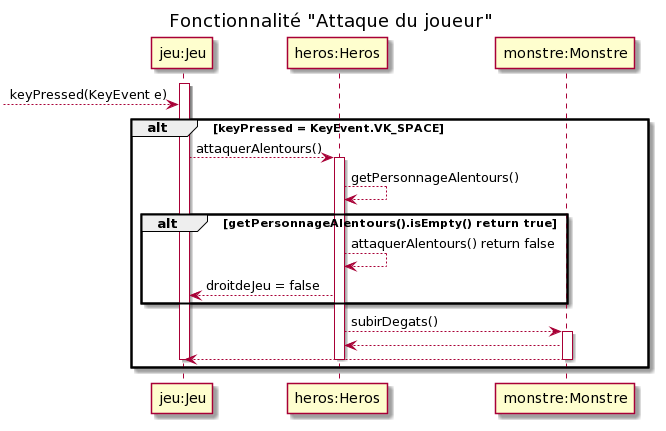 Fonctionnalité "Attaque du joueur"
jeu:Jeu heros:Heros monstre:Monstre
keyPressed(KeyEvent e)
alt [keyPressed = KeyEvent.VK_SPACE]
attaquerAlentours()
getPersonnageAlentours()
alt [getPersonnageAlentours().isEmpty() return true]
attaquerAlentours() return false
droitdeJeu = false
subirDegats()
jeu:Jeu heros:Heros monstre:Monstre